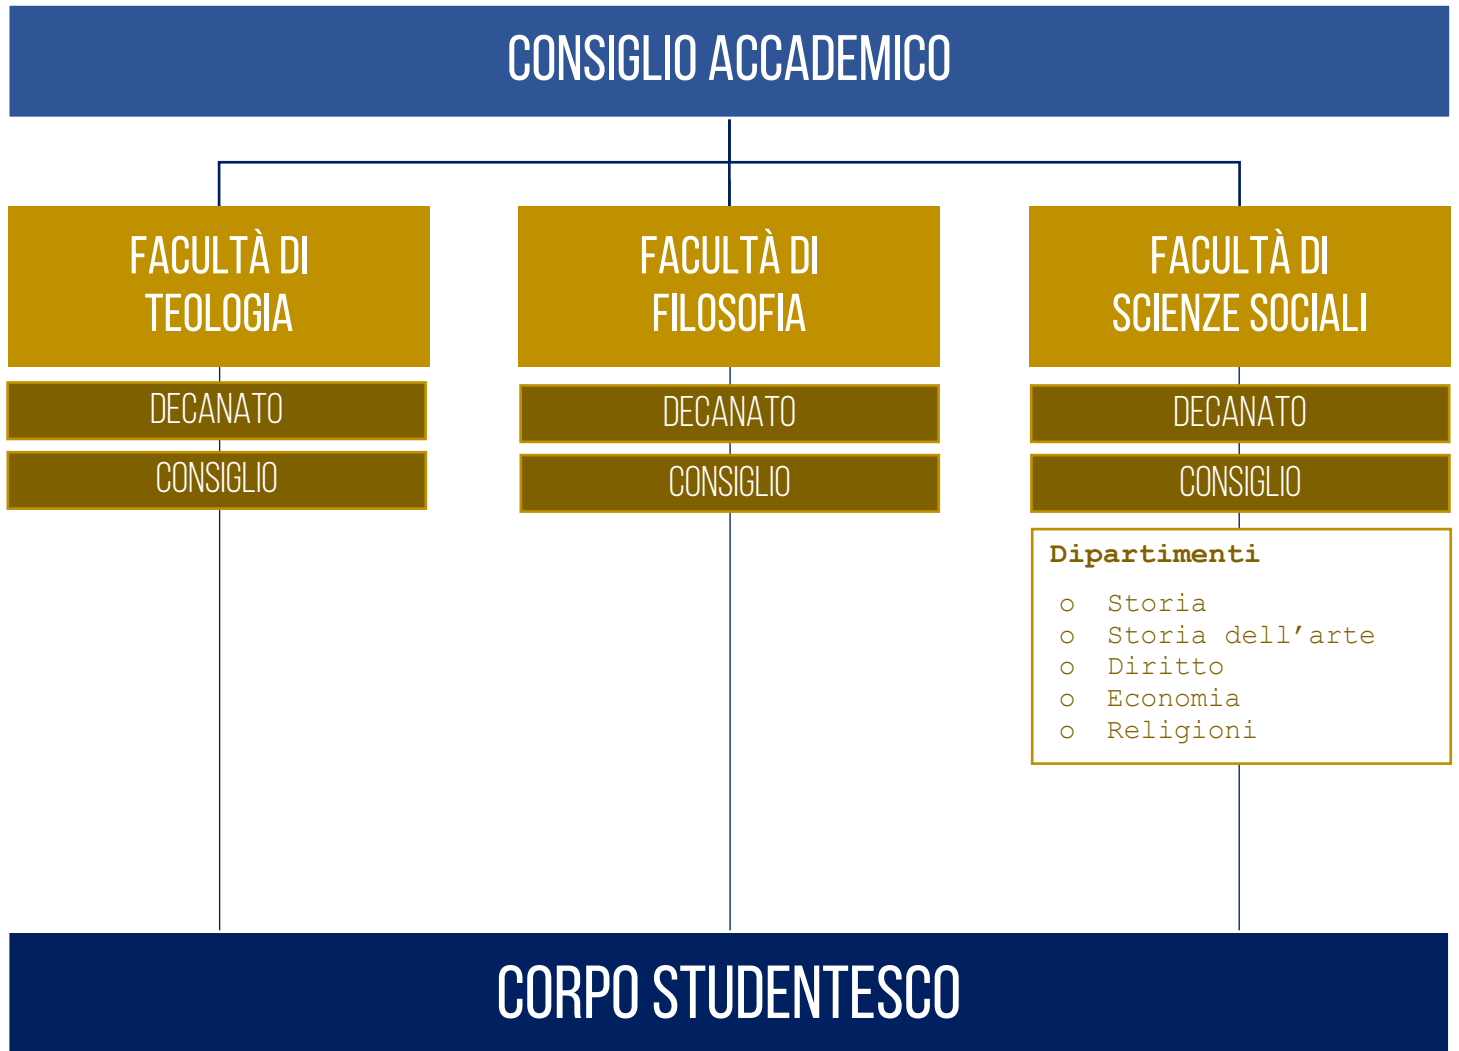 CONSIGLIO ACCADEMICO
FACULTÀ DI
TEOLOGIA
DECANATO
CONSIGLIO
FACULTÀ DI
FILOSOFIA
DECANATO
CONSIGLIO
FACULTÀ DI
SCIENZE SOCIALI
DECANATO
CONSIGLIO
Dipartimenti
o Storia
o Storia dell’arte
o Diritto
o Economia
o Religioni
CORPO STUDENTESCO